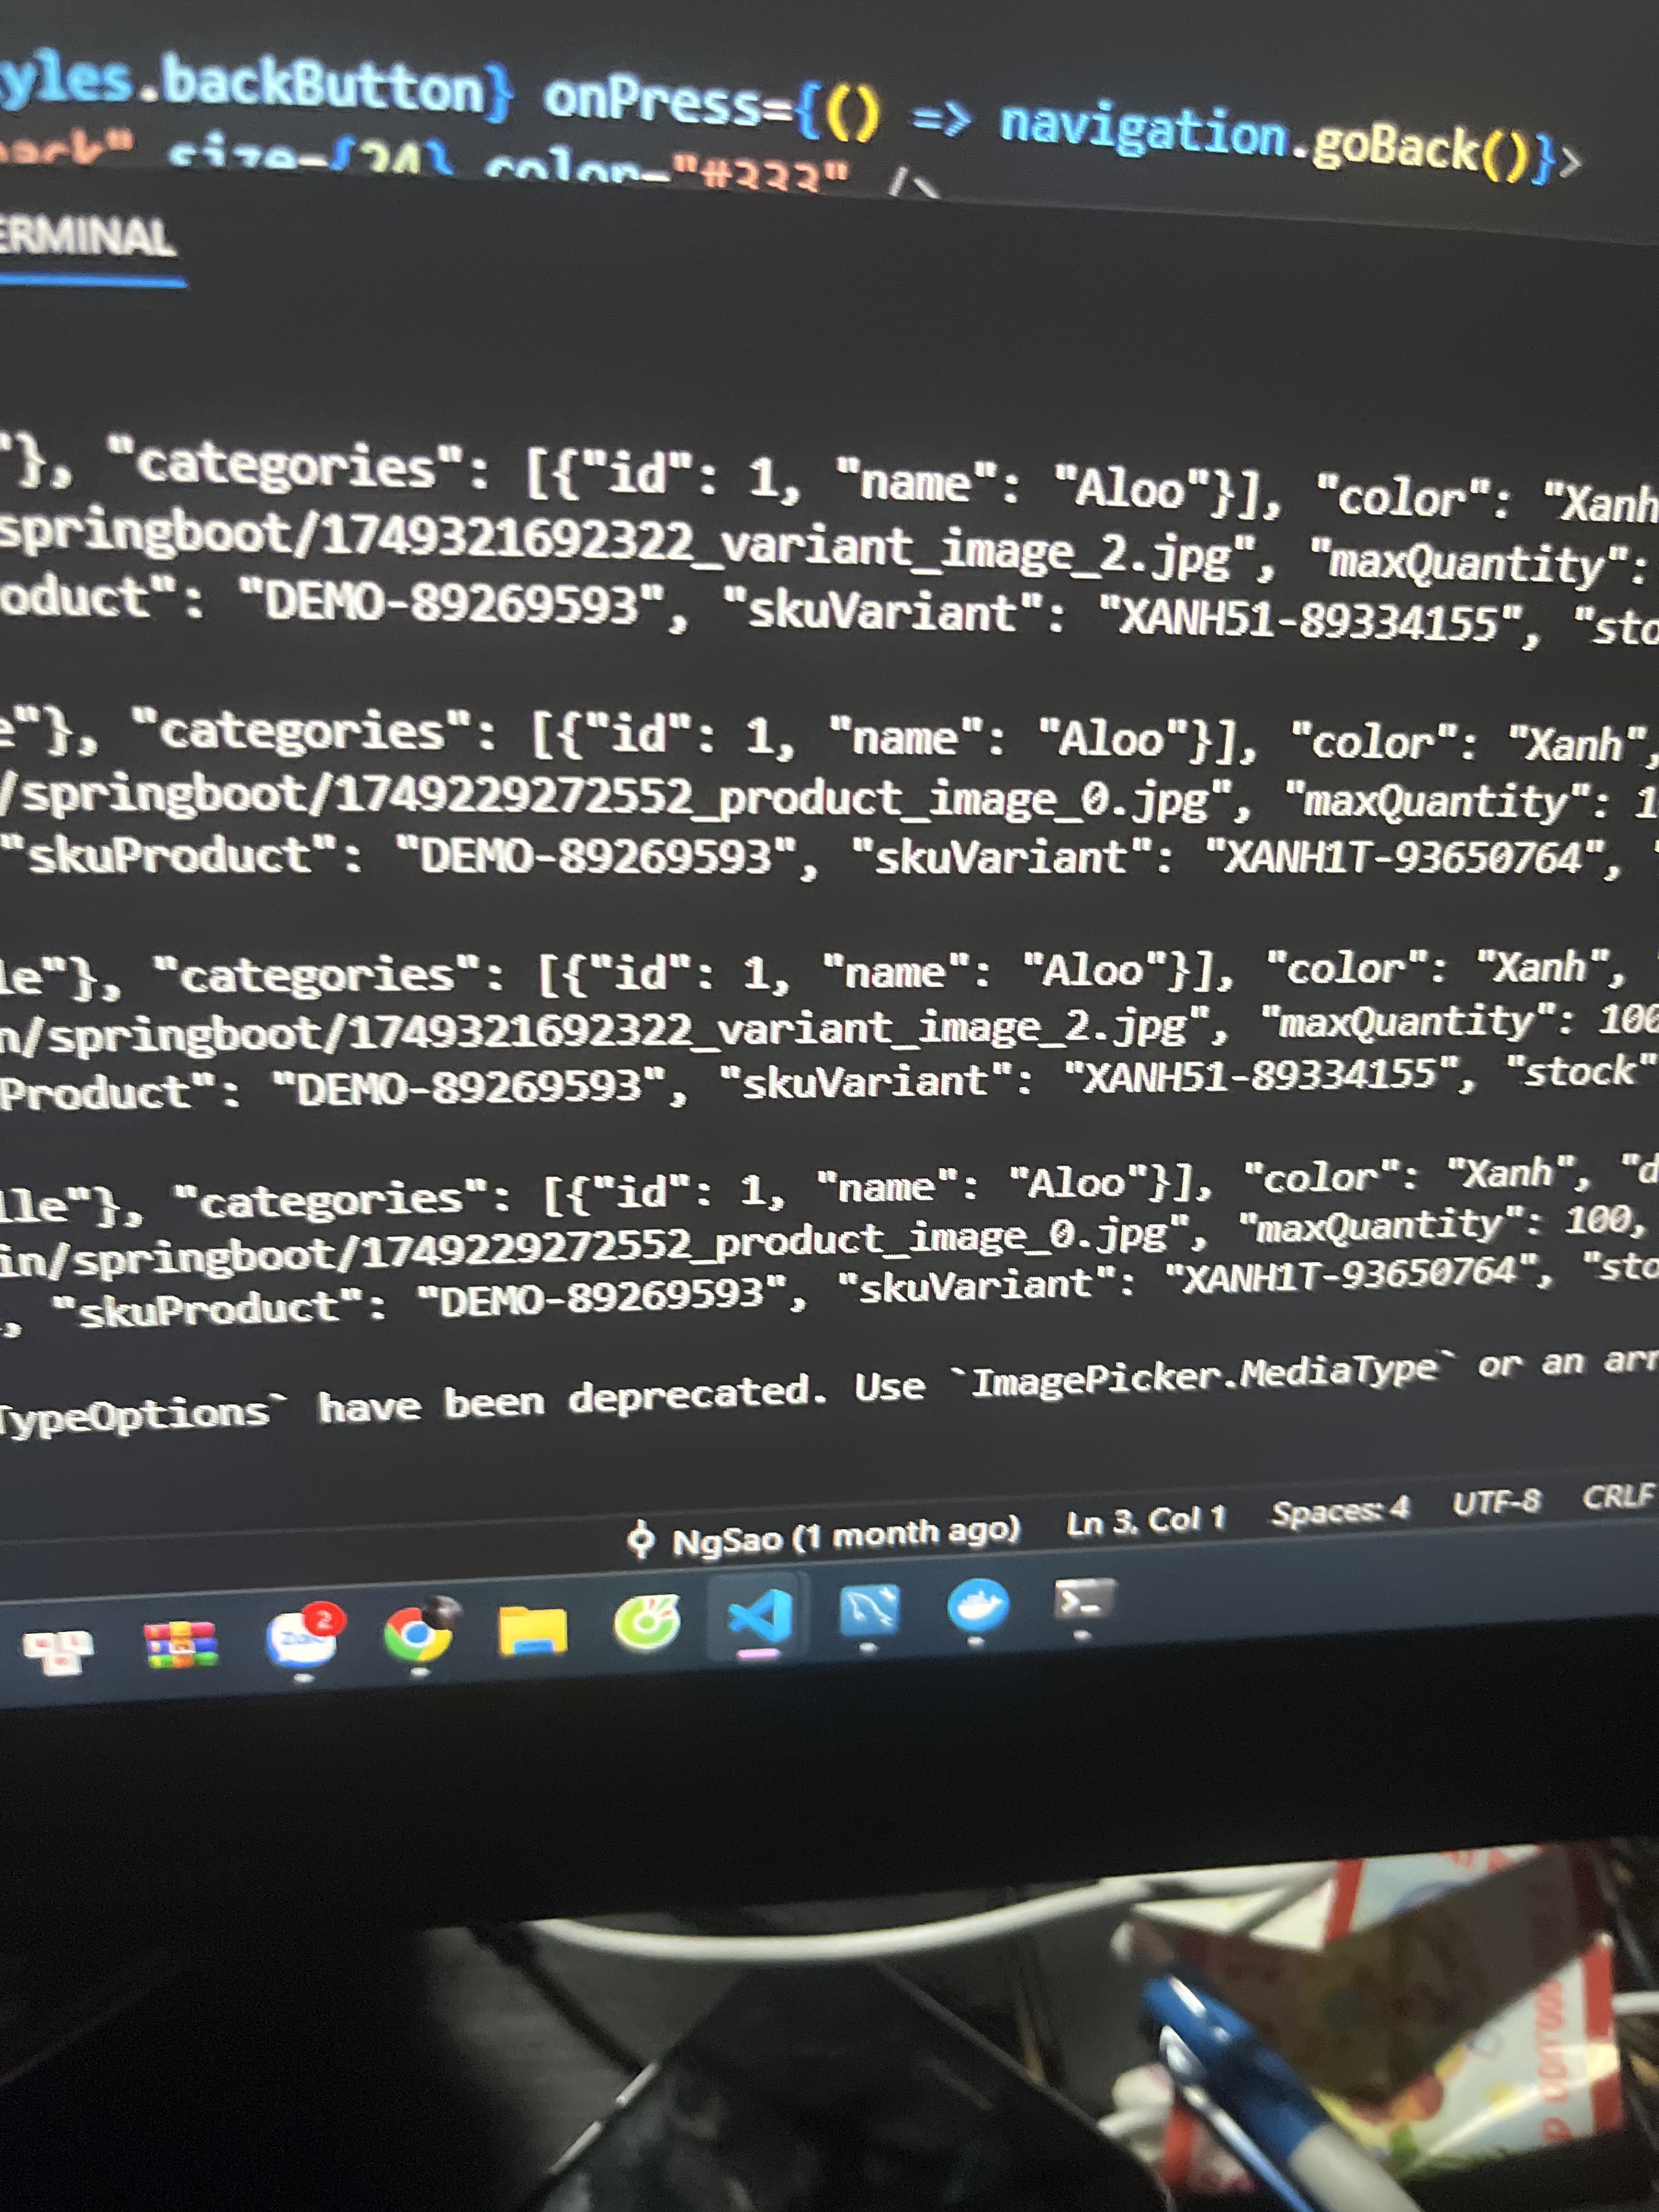 yles.backButton} onPress={() => navigation.goBack()}>
size={24} color="#333" />
ERMINAL
"}, "categories": [{"id": 1, "name": "Aloo"}], "color": "Xanh
springboot/1749321692322_variant_image_2.jpg", "maxQuantity":
oduct": "DEMO-89269593", "skuVariant": "XANH51-89334155", "sto
e"}, "categories": [{"id": 1, "name": "Aloo"}], "color": "Xanh",
/springboot/1749229272552_product_image_0.jpg", "maxQuantity": 1
"skuProduct": "DEMO-89269593", "skuVariant": "XANH1T-93650764", "
le"}, "categories": [{"id": 1, "name": "Aloo"}], "color": "Xanh", "
n/springboot/1749321692322_variant_image_2.jpg", "maxQuantity": 100
Product": "DEMO-89269593", "skuVariant": "XANH51-89334155", "stock"
lle"}, "categories": [{"id": 1, "name": "Aloo"}], "color": "Xanh", "d
in/springboot/1749229272552_product_image_0.jpg", "maxQuantity": 100,
, "skuProduct": "DEMO-89269593", "skuVariant": "XANH1T-93650764", "sto
TypeOptions` have been deprecated. Use `ImagePicker.MediaType` or an arr
NgSao (1 month ago) Ln 3, Col 1 Spaces: 4 UTF-8 CRLF
Zalo 2